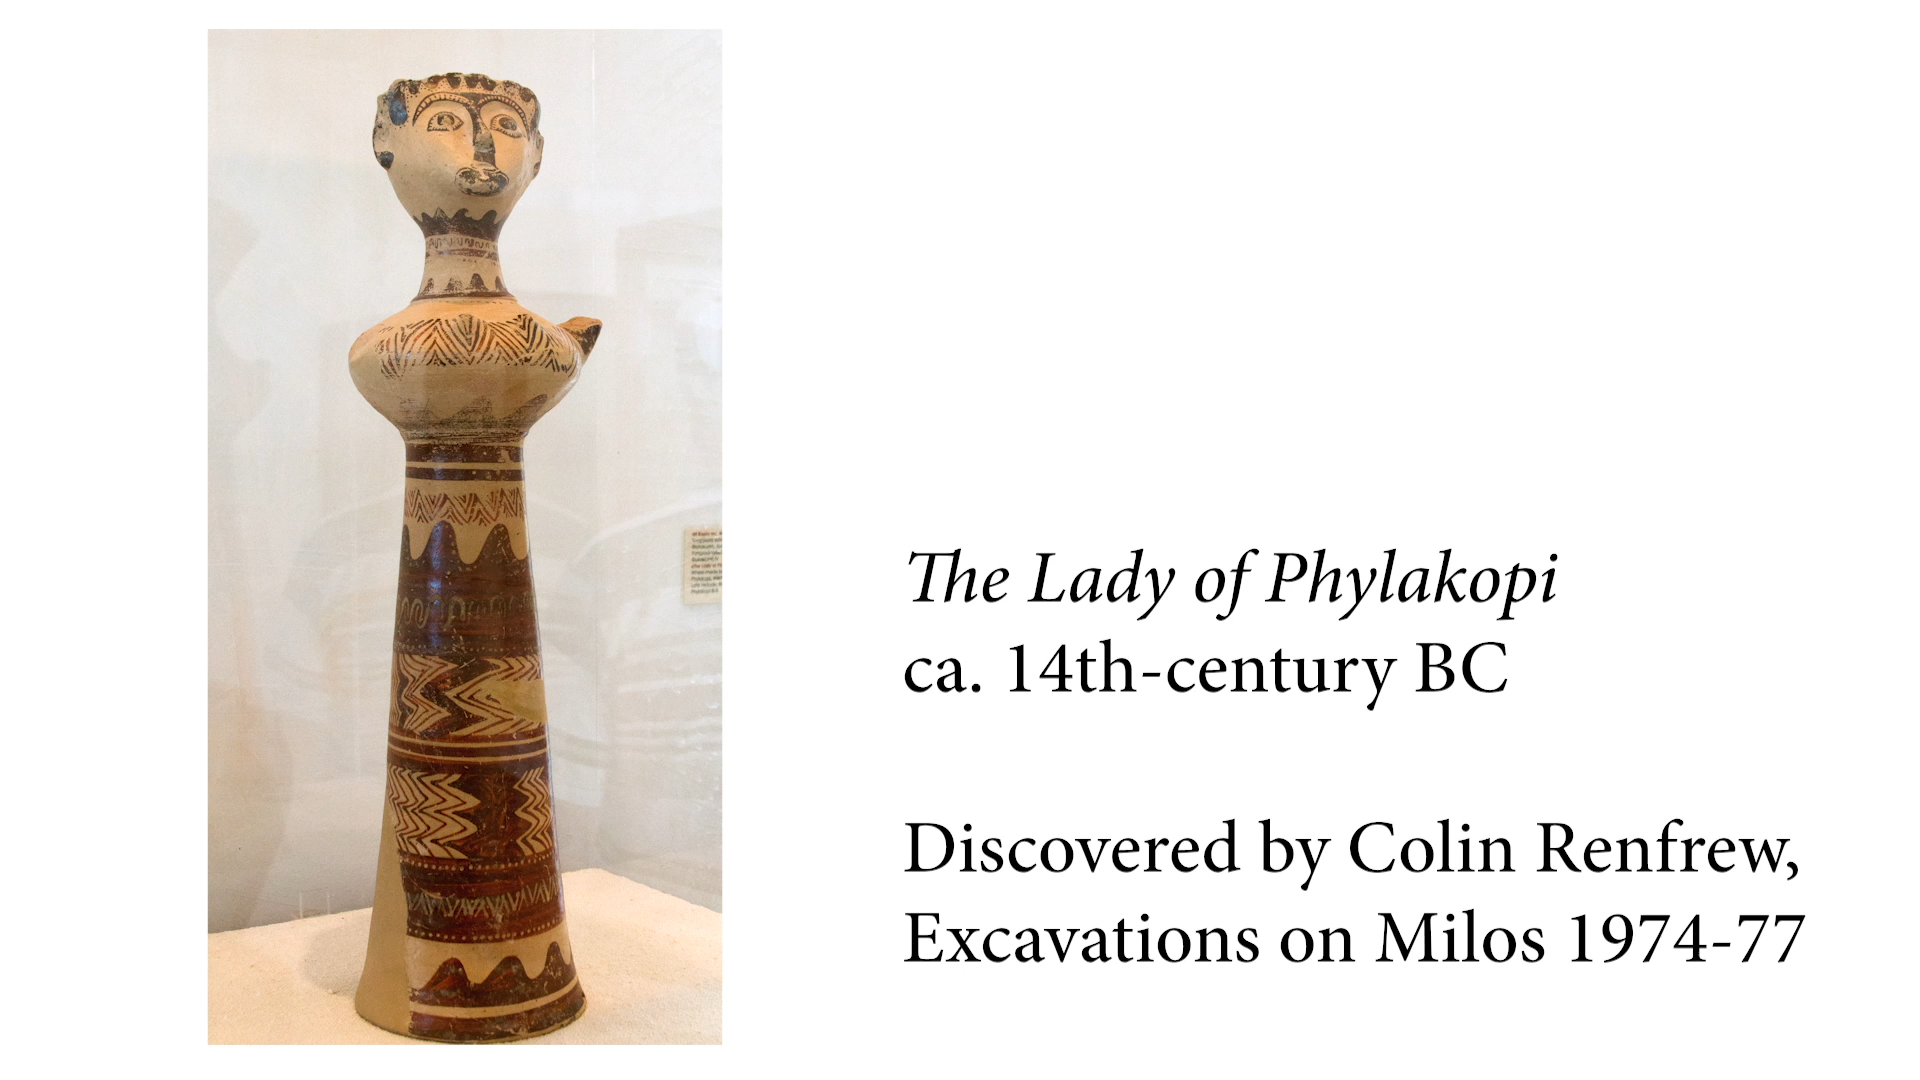 The Lady of Phylakopi
ca. 14th-century BC
Discovered by Colin Renfrew,
Excavations on Milos 1974-77